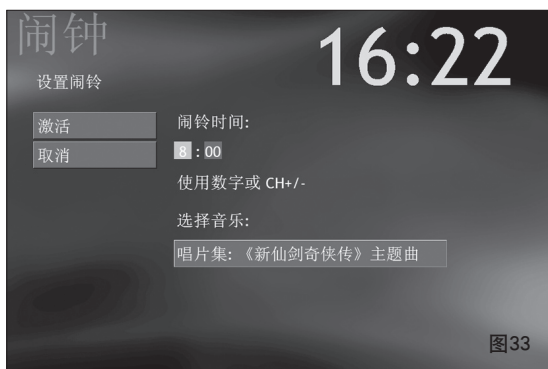 闹钟
16:22
设置闹铃
激活
取消
闹铃时间:
8 : 00
使用数字或 CH+/-
选择音乐:
唱片集: 《新仙剑奇侠传》主题曲
图33